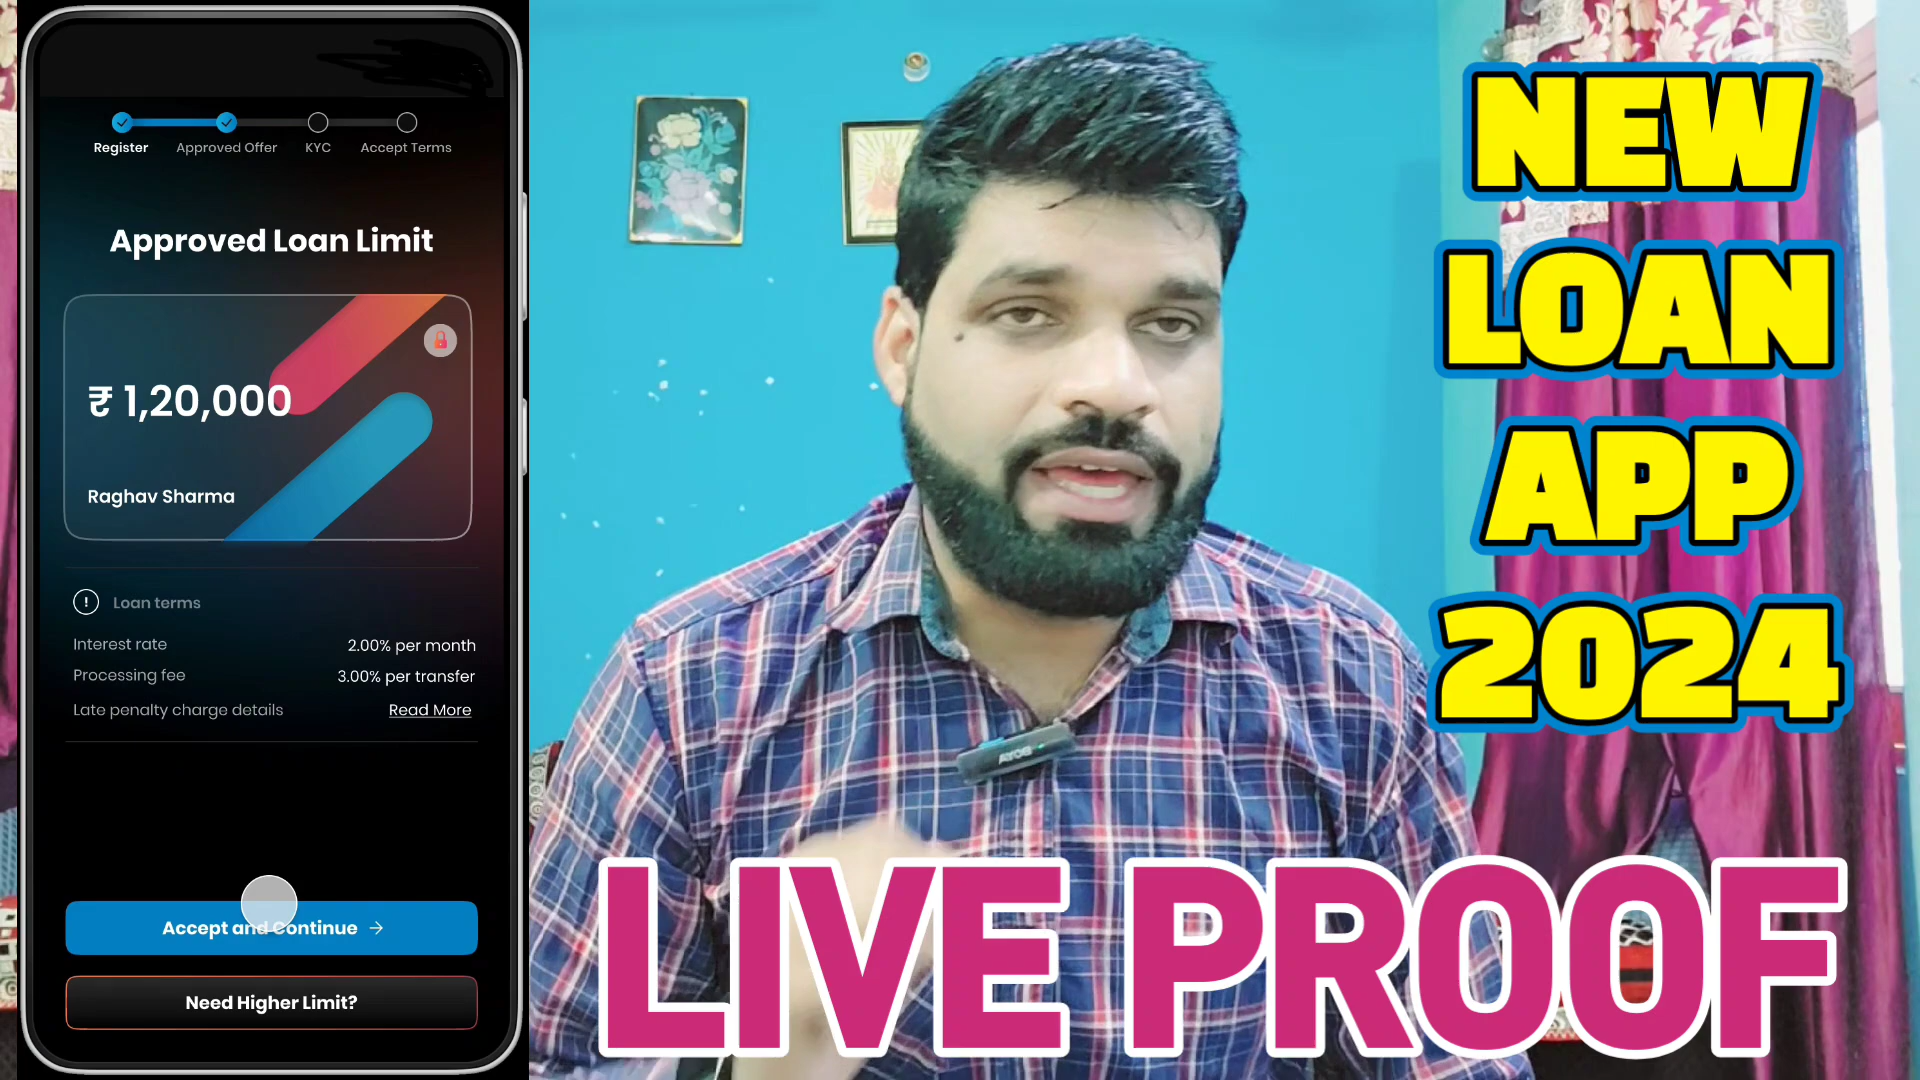 Register
Approved Offer
KYC
Accept Terms
Approved Loan Limit
₹ 1,20,000
Raghav Sharma
! Loan terms
Interest rate 2.00% per month
Processing fee 3.00% per transfer
Late penalty charge details Read More
Accept and Continue →
Need Higher Limit?
NEW
LOAN
APP
2024
BOYA
LIVE PROOF